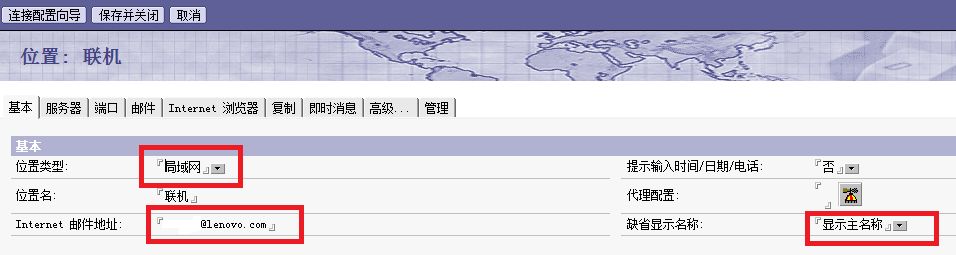 连接配置向导 保存并关闭 取消
位置: 联机
基本 服务器 端口 邮件 Internet 浏览器 复制 即时消息 高级... 管理
基本
位置类型: 『局域网』 提示输入时间/日期/电话: 『否』
位置名: 『联机』 代理配置: 『 』
Internet 邮件地址: 『 @lenovo.com』 缺省显示名称: 『显示主名称』